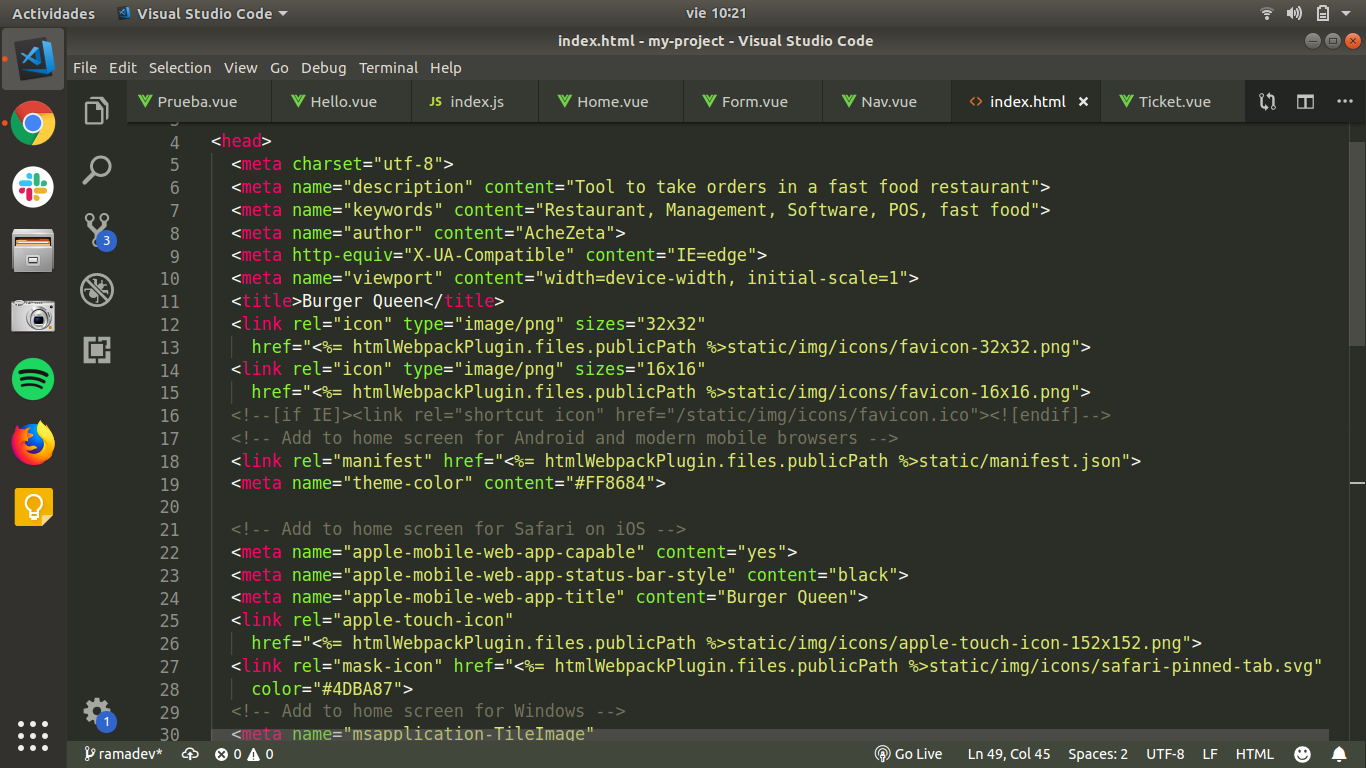 Actividades Visual Studio Code vie 10:21
index.html - my-project - Visual Studio Code
File Edit Selection View Go Debug Terminal Help
Prueba.vue Hello.vue JS index.js Home.vue Form.vue Nav.vue <> index.html × Ticket.vue ...
4 <head>
5 <meta charset="utf-8">
6 <meta name="description" content="Tool to take orders in a fast food restaurant">
7 <meta name="keywords" content="Restaurant, Management, Software, POS, fast food">
8 <meta name="author" content="AcheZeta">
9 <meta http-equiv="X-UA-Compatible" content="IE=edge">
10 <meta name="viewport" content="width=device-width, initial-scale=1">
11 <title>Burger Queen</title>
12 <link rel="icon" type="image/png" sizes="32x32"
13 href="<%= htmlWebpackPlugin.files.publicPath %>static/img/icons/favicon-32x32.png">
14 <link rel="icon" type="image/png" sizes="16x16"
15 href="<%= htmlWebpackPlugin.files.publicPath %>static/img/icons/favicon-16x16.png">
16 <!--[if IE]><link rel="shortcut icon" href="/static/img/icons/favicon.ico"><![endif]-->
17 <!-- Add to home screen for Android and modern mobile browsers -->
18 <link rel="manifest" href="<%= htmlWebpackPlugin.files.publicPath %>static/manifest.json">
19 <meta name="theme-color" content="#FF8684">
20
21 <!-- Add to home screen for Safari on iOS -->
22 <meta name="apple-mobile-web-app-capable" content="yes">
23 <meta name="apple-mobile-web-app-status-bar-style" content="black">
24 <meta name="apple-mobile-web-app-title" content="Burger Queen">
25 <link rel="apple-touch-icon"
26 href="<%= htmlWebpackPlugin.files.publicPath %>static/img/icons/apple-touch-icon-152x152.png">
27 <link rel="mask-icon" href="<%= htmlWebpackPlugin.files.publicPath %>static/img/icons/safari-pinned-tab.svg"
28 color="#4DBA87">
29 <!-- Add to home screen for Windows -->
30 <meta name="msapplication-TileImage"
3
1
ramadev* 0 0 Go Live Ln 49, Col 45 Spaces: 2 UTF-8 LF HTML